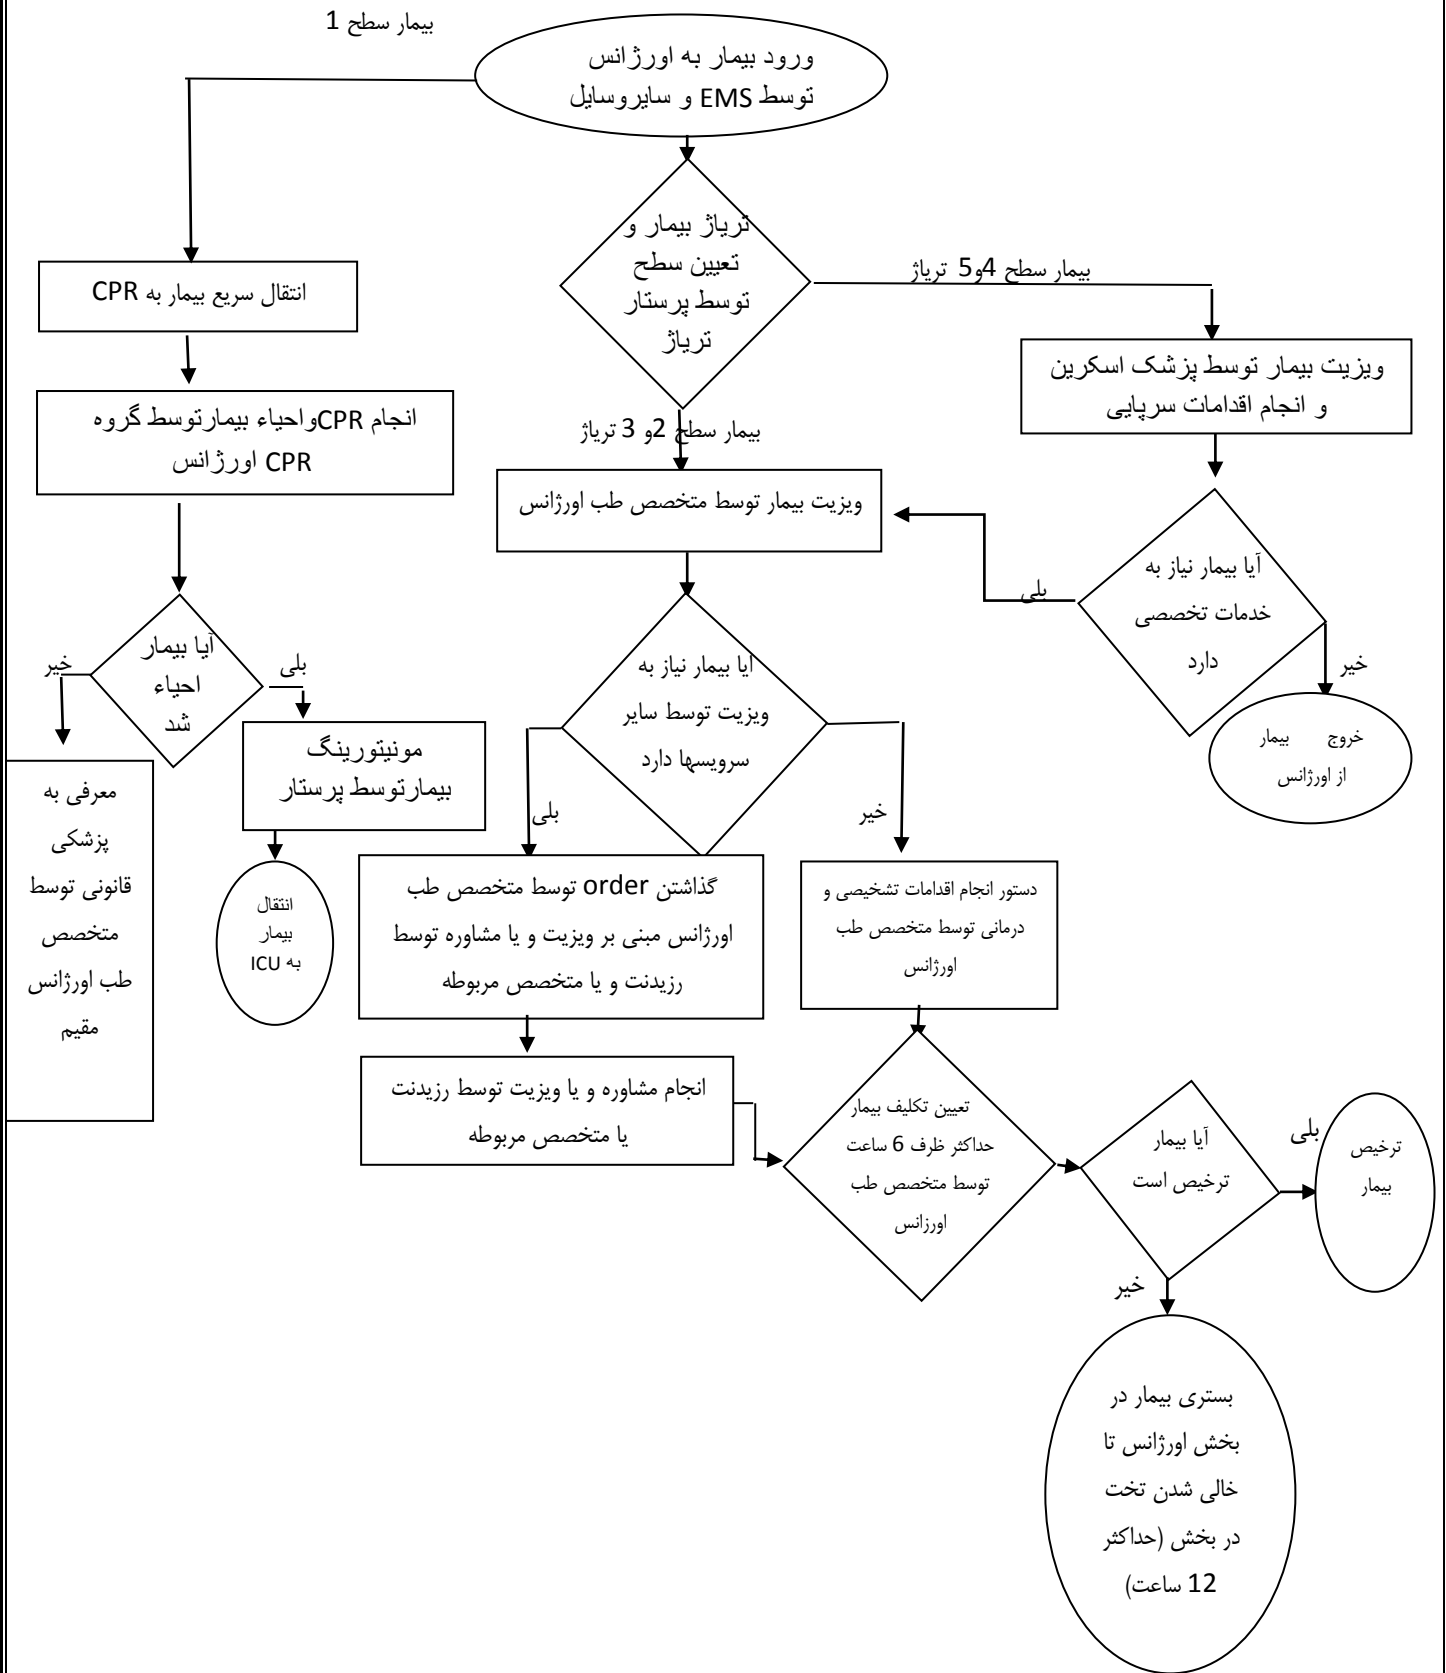 بیمار سطح 1
ورود بیمار به اورژانس
توسط EMS و سایروسایل
تریاژ بیمار و
تعیین سطح
توسط پرستار
تریاژ
بیمار سطح 4و5 تریاژ
انتقال سریع بیمار به CPR
ویزیت بیمار توسط پزشک اسکرین
و انجام اقدامات سرپایی
انجام CPRواحیاء بیمارتوسط گروه
CPR اورژانس
بیمار سطح 2و 3 تریاژ
ویزیت بیمار توسط متخصص طب اورژانس
آیا بیمار نیاز به
خدمات تخصصی
دارد
بلی
خیر
خروج بیمار
از اورژانس
آیا بیمار
احیاء
شد
خیر
بلی
آیا بیمار نیاز به
ویزیت توسط سایر
سرویسها دارد
بلی
خیر
مونیتورینگ
بیمارتوسط پرستار
معرفی به
پزشکی
قانونی توسط
متخصص
طب اورژانس
مقیم
انتقال
بیمار
به ICU
گذاشتن order توسط متخصص طب
اورژانس مبنی بر ویزیت و یا مشاوره توسط
رزیدنت و یا متخصص مربوطه
دستور انجام اقدامات تشخیصی و
درمانی توسط متخصص طب
اورژانس
انجام مشاوره و یا ویزیت توسط رزیدنت
یا متخصص مربوطه
تعیین تکلیف بیمار
حداکثر ظرف 6 ساعت
توسط متخصص طب
اورزانس
آیا بیمار
ترخیص است
بلی
ترخیص
بیمار
خیر
بستری بیمار در
بخش اورژانس تا
خالی شدن تخت
در بخش (حداکثر
12 ساعت)